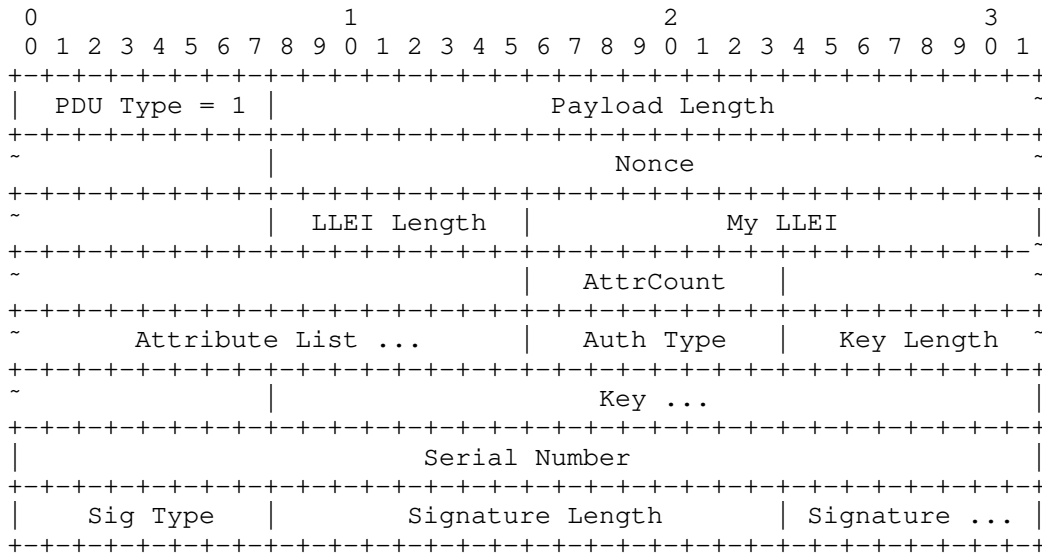 0                   1                   2                   3
 0 1 2 3 4 5 6 7 8 9 0 1 2 3 4 5 6 7 8 9 0 1 2 3 4 5 6 7 8 9 0 1
+-+-+-+-+-+-+-+-+-+-+-+-+-+-+-+-+-+-+-+-+-+-+-+-+-+-+-+-+-+-+-+-+
|  PDU Type = 1 |                 Payload Length                ~
+-+-+-+-+-+-+-+-+-+-+-+-+-+-+-+-+-+-+-+-+-+-+-+-+-+-+-+-+-+-+-+-+
~               |                     Nonce                     ~
+-+-+-+-+-+-+-+-+-+-+-+-+-+-+-+-+-+-+-+-+-+-+-+-+-+-+-+-+-+-+-+-+
~               |  LLEI Length  |            My LLEI            |
+-+-+-+-+-+-+-+-+-+-+-+-+-+-+-+-+-+-+-+-+-+-+-+-+-+-+-+-+-+-+-+-~
~                               |   AttrCount   |               ~
+-+-+-+-+-+-+-+-+-+-+-+-+-+-+-+-+-+-+-+-+-+-+-+-+-+-+-+-+-+-+-+-+
~       Attribute List ...      |   Auth Type   |   Key Length  ~
+-+-+-+-+-+-+-+-+-+-+-+-+-+-+-+-+-+-+-+-+-+-+-+-+-+-+-+-+-+-+-+-+
~               |                    Key ...                    |
+-+-+-+-+-+-+-+-+-+-+-+-+-+-+-+-+-+-+-+-+-+-+-+-+-+-+-+-+-+-+-+-+
|                         Serial Number                         |
+-+-+-+-+-+-+-+-+-+-+-+-+-+-+-+-+-+-+-+-+-+-+-+-+-+-+-+-+-+-+-+-+
|    Sig Type   |        Signature Length       | Signature ... |
+-+-+-+-+-+-+-+-+-+-+-+-+-+-+-+-+-+-+-+-+-+-+-+-+-+-+-+-+-+-+-+-+